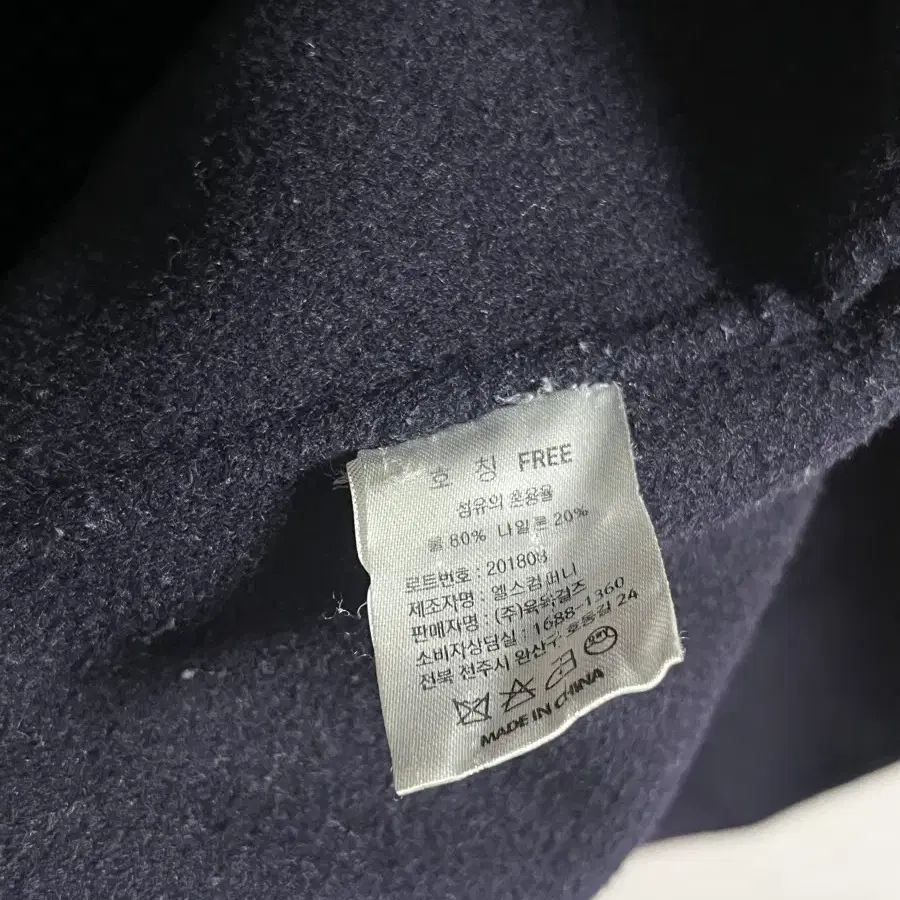 호 칭 FREE
섬유의 혼용율
울 80% 나일론 20%
로트번호 : 201808
제조자명 : 엘스컴퍼니
판매자명 : (주)육육걸즈
소비자상담실 : 1688-1360
전북 전주시 완산구 호동길 24
DRY
MADE IN CHINA